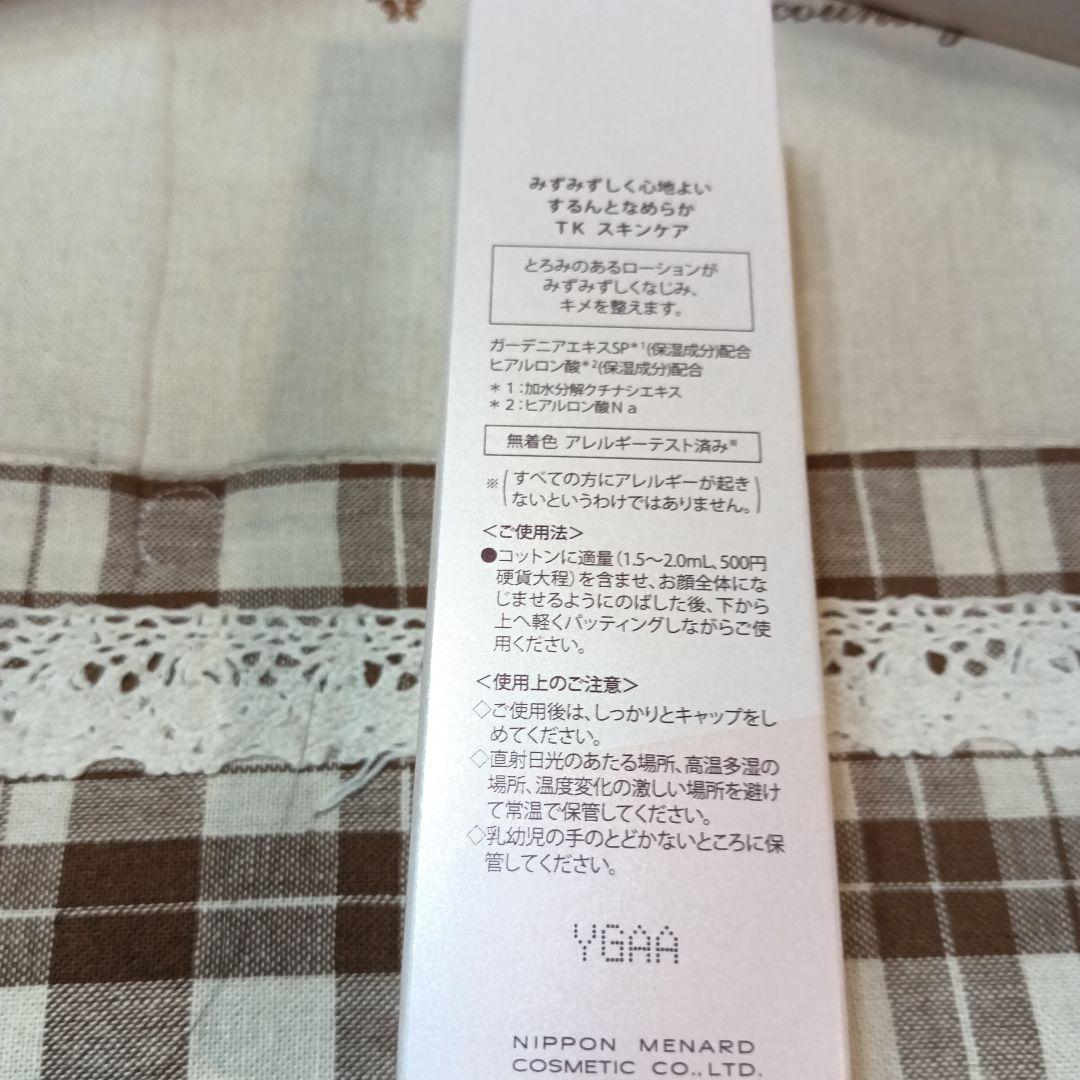 みずみずしく心地よい
するんとなめらか
TK スキンケア
とろみのあるローションが
みずみずしくなじみ、
キメを整えます。
ガーデニアエキスSP＊1(保湿成分)配合
ヒアルロン酸＊2(保湿成分)配合
＊1：加水分解クチナシエキス
＊2：ヒアルロン酸Ｎａ
無着色 アレルギーテスト済み※
※(すべての方にアレルギーが起き
ないというわけではありません。)
＜ご使用法＞
●コットンに適量(1.5～2.0mL、500円
硬貨大程)を含ませ、お顔全体にな
じませるようにのばした後、下から
上へ軽くパッティングしながらご使
用ください。
＜使用上のご注意＞
◇ご使用後は、しっかりとキャップをし
めてください。
◇直射日光のあたる場所、高温多湿の
場所、温度変化の激しい場所を避け
て常温で保管してください。
◇乳幼児の手のとどかないところに保
管してください。
YGAA
NIPPON MENARD
COSMETIC CO.,LTD.